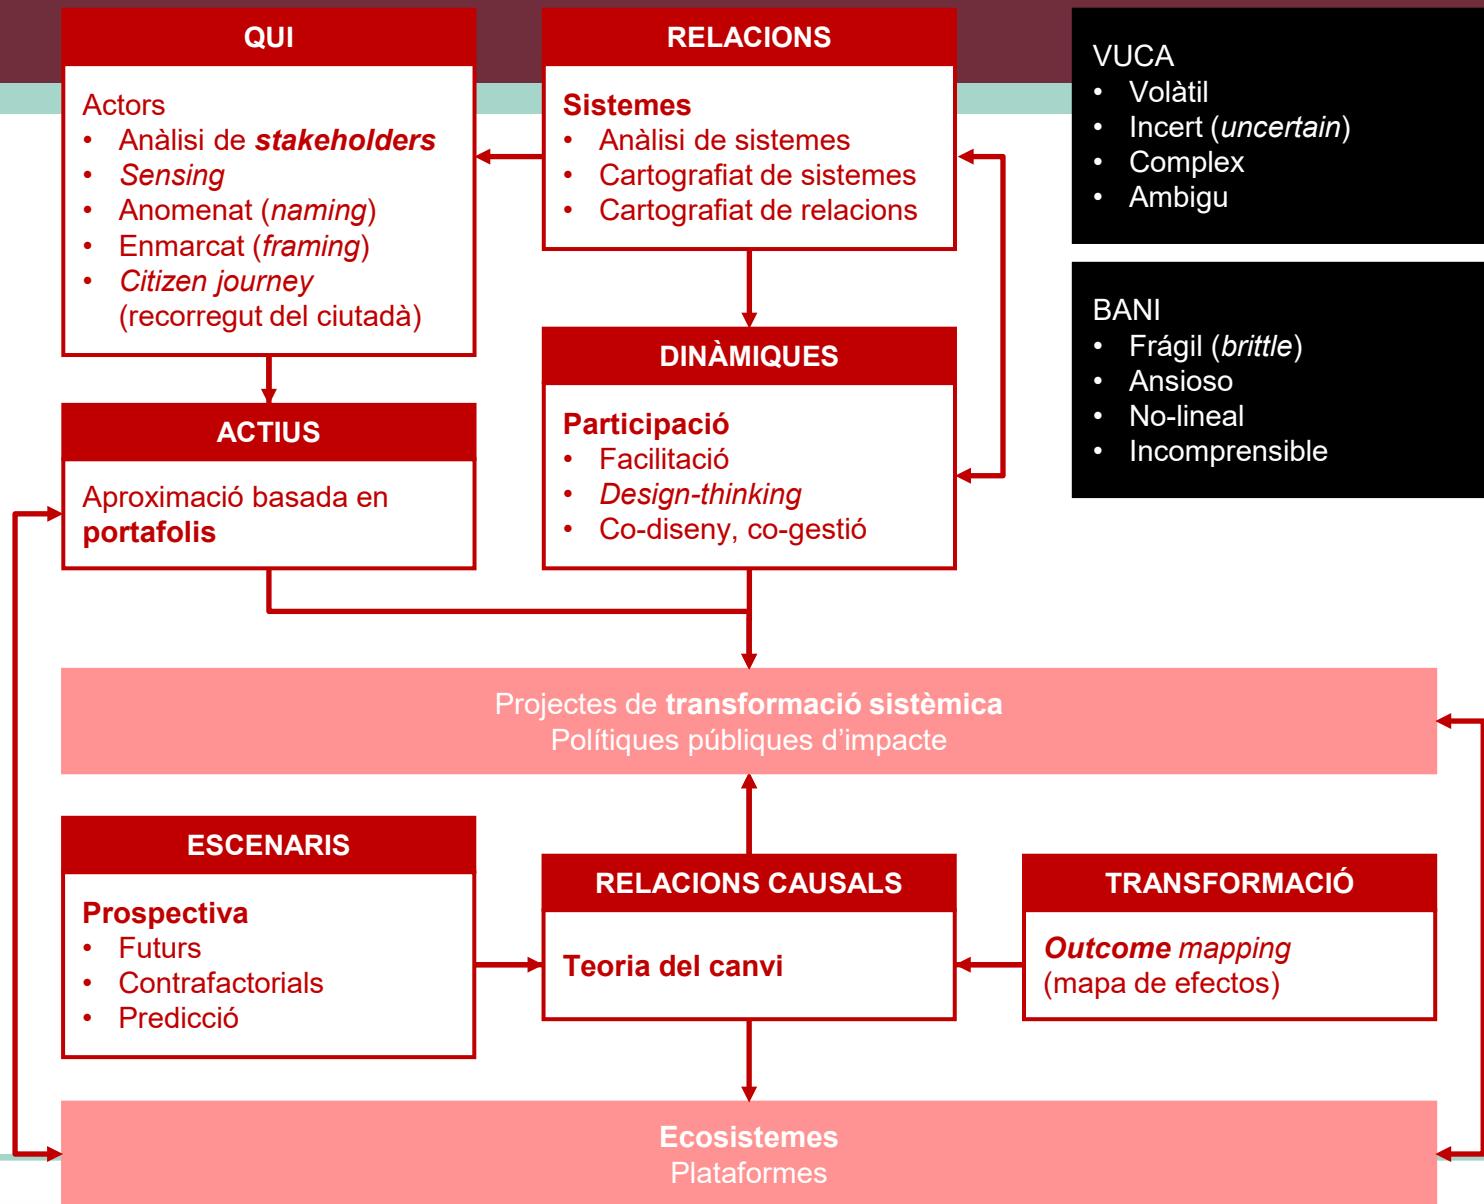 QUI
Actors
• Anàlisi de stakeholders
• Sensing
• Anomenat (naming)
• Enmarcat (framing)
• Citizen journey
(recorregut del ciutadà)
RELACIONS
Sistemes
• Anàlisi de sistemes
• Cartografiat de sistemes
• Cartografiat de relacions
VUCA
• Volàtil
• Incert (uncertain)
• Complex
• Ambigu
BANI
• Frágil (brittle)
• Ansioso
• No-lineal
• Incomprensible
DINÀMIQUES
Participació
• Facilitació
• Design-thinking
• Co-diseny, co-gestió
ACTIUS
Aproximació basada en
portafolis
Projectes de transformació sistèmica
Polítiques públiques d’impacte
ESCENARIS
Prospectiva
• Futurs
• Contrafactorials
• Predicció
RELACIONS CAUSALS
Teoria del canvi
TRANSFORMACIÓ
Outcome mapping
(mapa de efectos)
Ecosistemes
Plataformes